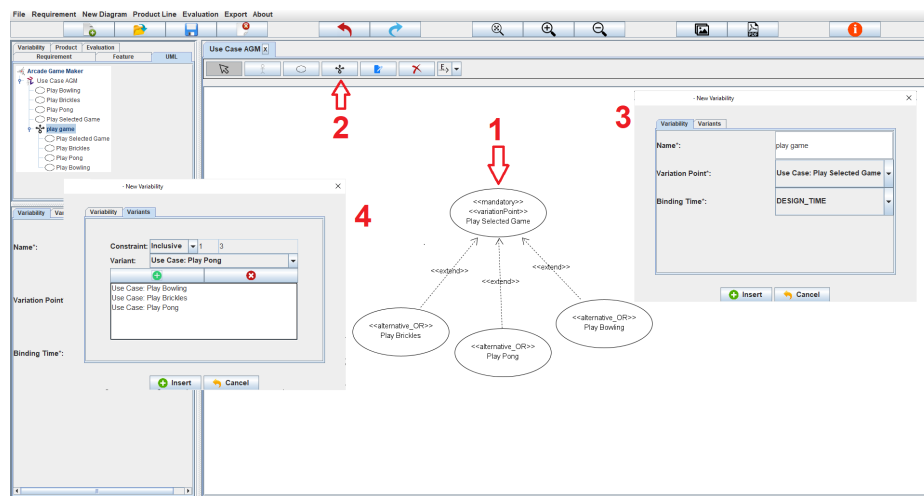 File Requirement New Diagram Product Line Evaluation Export About
Variability Product Evaluation
Requirement Feature UML
Arcade Game Maker
Use Case AGM
Play Bowling
Play Brickles
Play Pong
Play Selected Game
play game
Play Selected Game
Play Brickles
Play Pong
Play Bowling
Use Case AGM X
2
1
3
4
- New Variability
Variability Variants
Name*: play game
Variation Point*: Use Case: Play Selected Game
Binding Time*: DESIGN_TIME
Insert Cancel
<<mandatory>>
<<variationPoint>>
Play Selected Game
<<extend>>
<<extend>>
<<extend>>
<<alternative_OR>>
Play Brickles
<<alternative_OR>>
Play Pong
<<alternative_OR>>
Play Bowling
- New Variability
Variability Variants
Constraint: Inclusive 1 3
Variant: Use Case: Play Pong
Use Case: Play Bowling
Use Case: Play Brickles
Use Case: Play Pong
Insert Cancel
Variability
Name*:
Variation Point
Binding Time*: